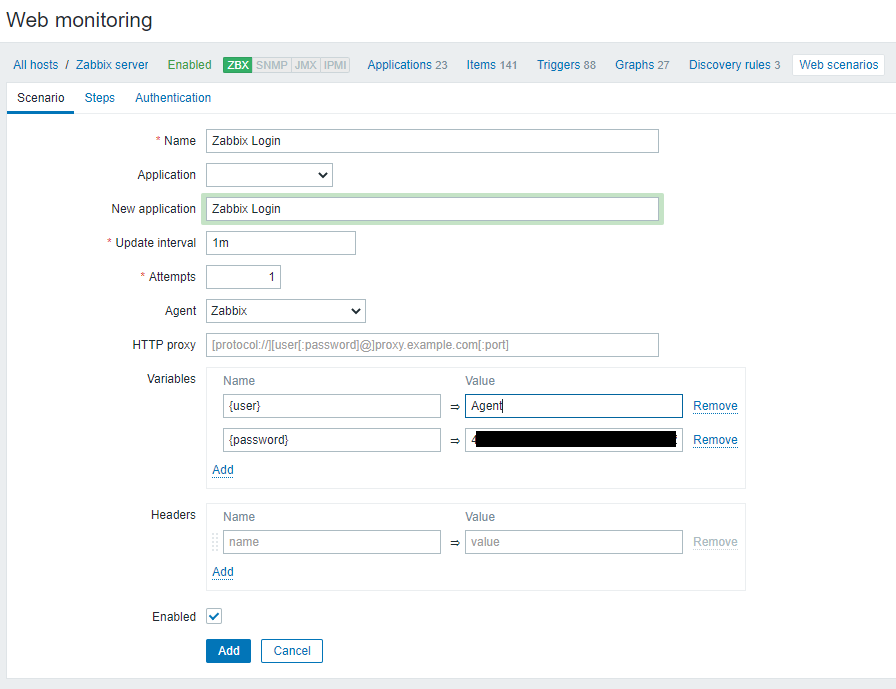 Web monitoring
All hosts / Zabbix server Enabled ZBX SNMP JMX IPMI Applications 23 Items 141 Triggers 88 Graphs 27 Discovery rules 3 Web scenarios
Scenario Steps Authentication
* Name Zabbix Login
Application
New application Zabbix Login
* Update interval 1m
* Attempts 1
Agent Zabbix
HTTP proxy [protocol://][user[:password]@]proxy.example.com[:port]
Variables Name Value
{user} ⇒ Agent Remove
{password} ⇒ Remove
Add
Headers Name Value
name ⇒ value Remove
Add
Enabled
Add Cancel